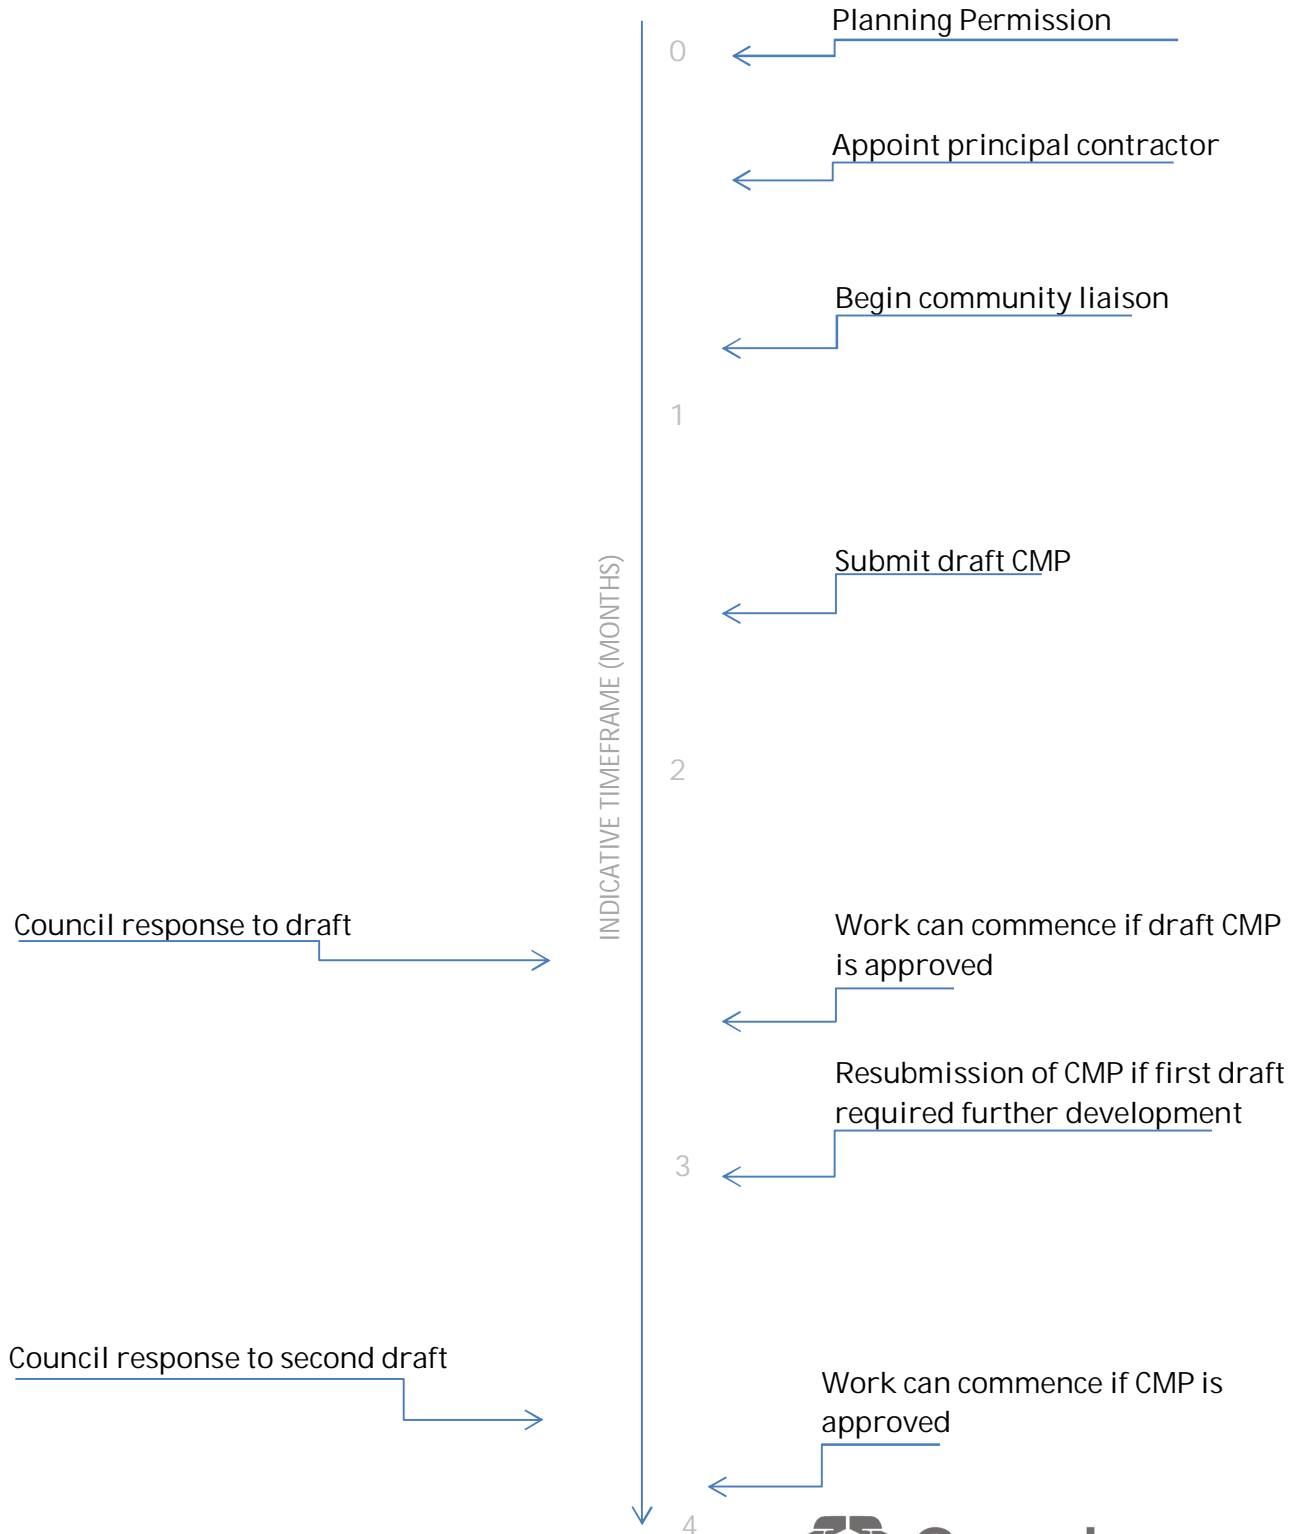 Planning Permission
0
Appoint principal contractor
Begin community liaison
1
Submit draft CMP
INDICATIVE TIMEFRAME (MONTHS)
2
Council response to draft
Work can commence if draft CMP
is approved
Resubmission of CMP if first draft
required further development
3
Council response to second draft
Work can commence if CMP is
approved
4